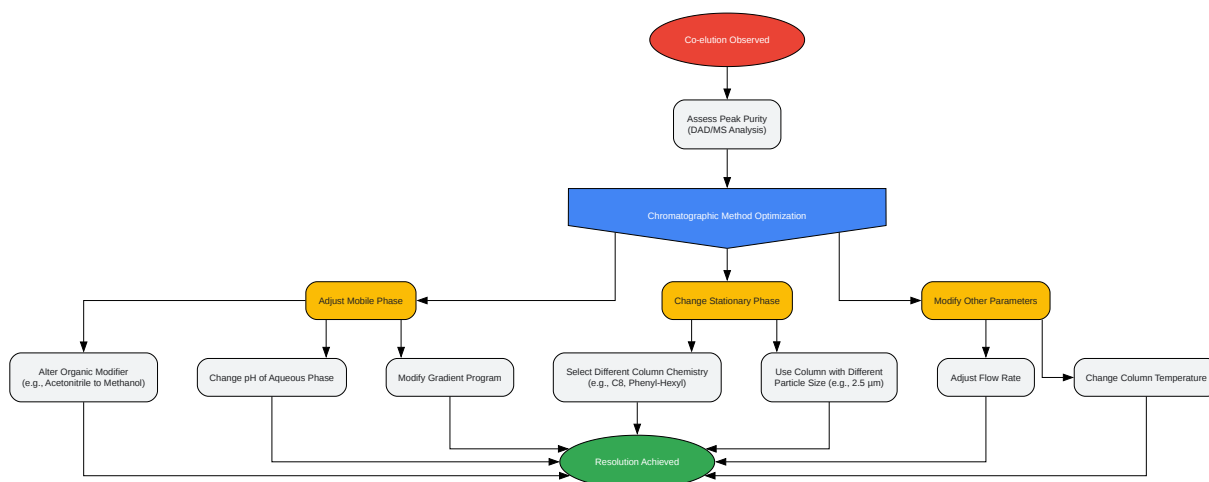 Co-elution Observed
Assess Peak Purity
(DAD/MS Analysis)
Chromatographic Method Optimization
Adjust Mobile Phase
Change Stationary Phase
Modify Other Parameters
Alter Organic Modifier
(e.g., Acetonitrile to Methanol)
Change pH of Aqueous Phase
Modify Gradient Program
Select Different Column Chemistry
(e.g., C8, Phenyl-Hexyl)
Use Column with Different
Particle Size (e.g., 2.5 µm)
Adjust Flow Rate
Change Column Temperature
Resolution Achieved